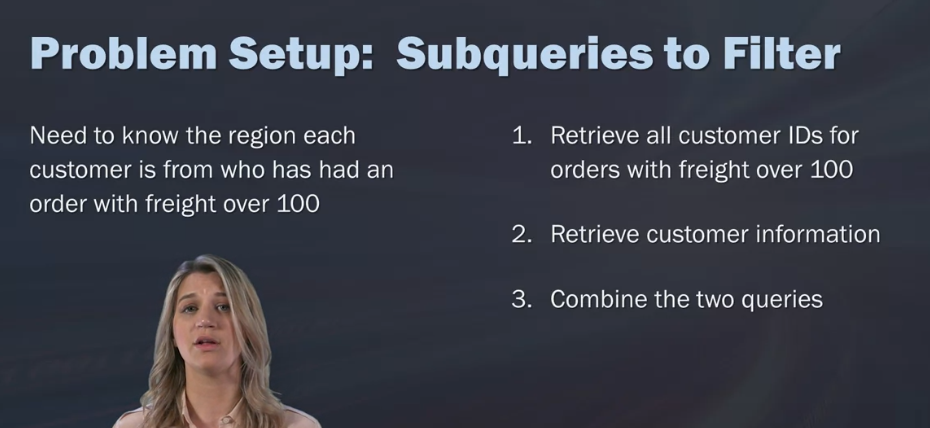 Problem Setup: Subqueries to Filter
Need to know the region each
customer is from who has had an
order with freight over 100
1. Retrieve all customer IDs for
orders with freight over 100
2. Retrieve customer information
3. Combine the two queries